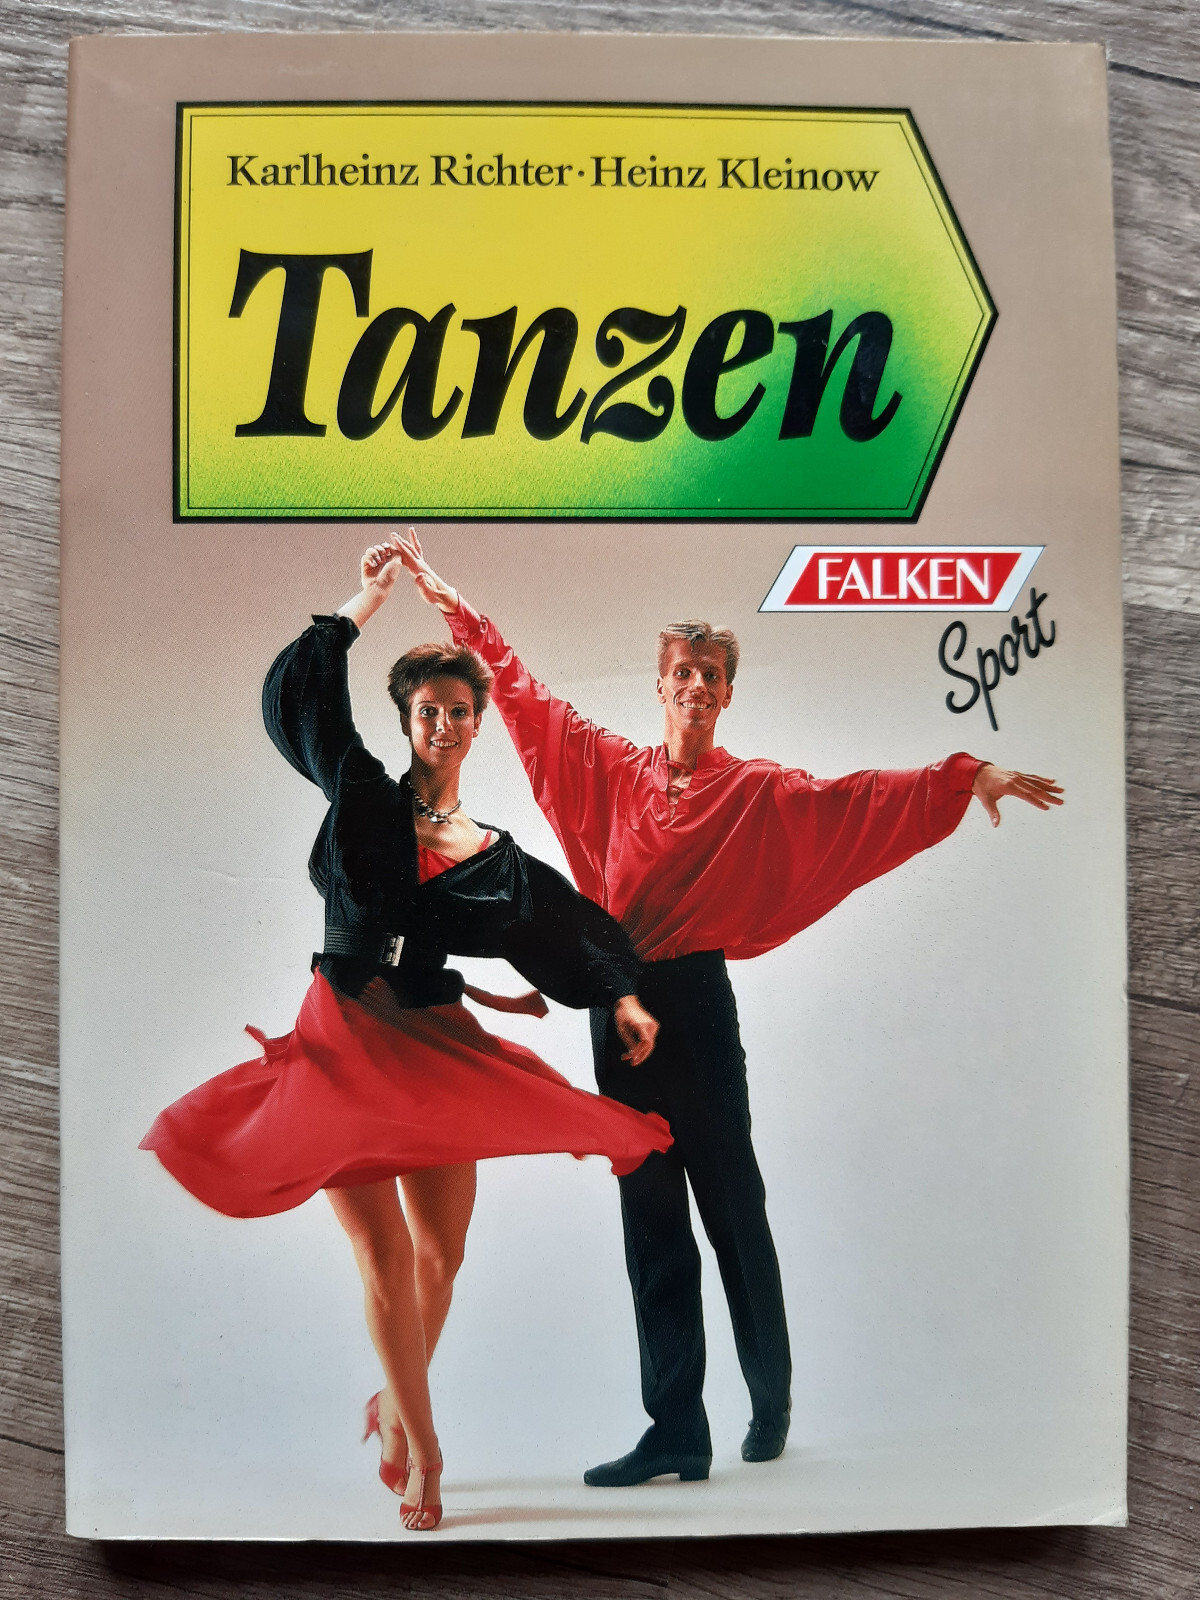 Karlheinz Richter·Heinz Kleinow
Tanzen
FALKEN
Sport